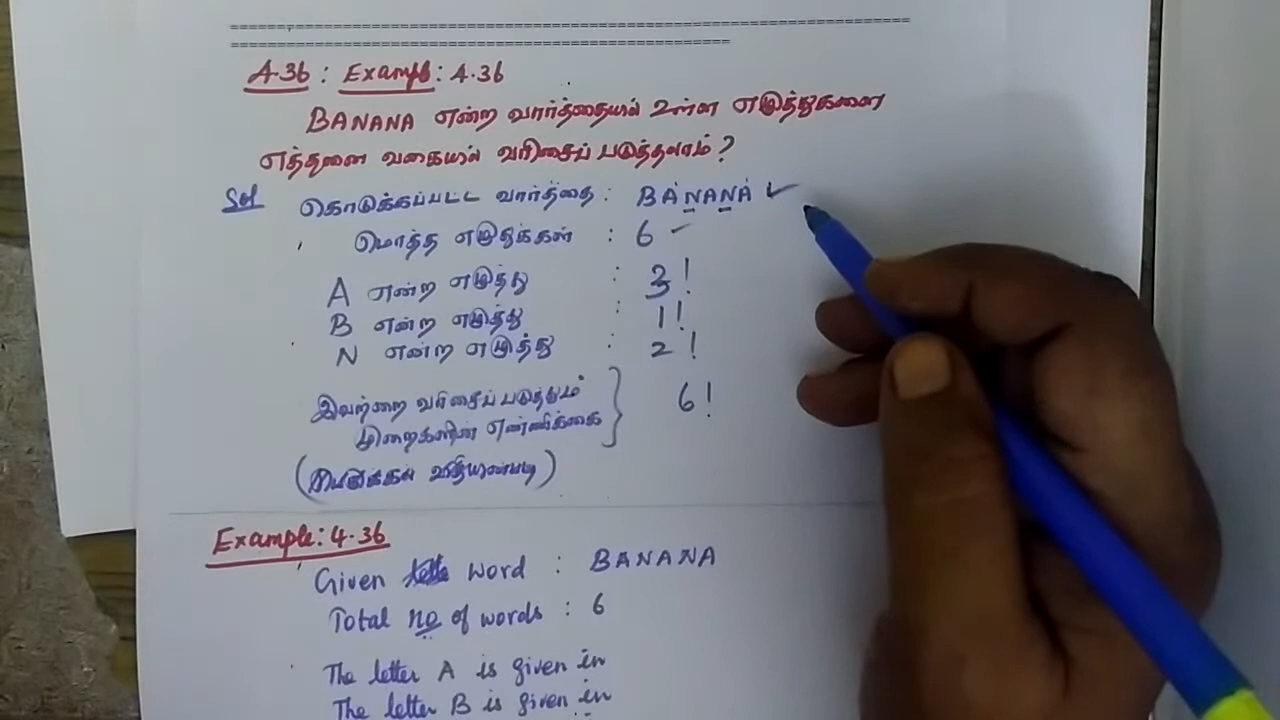 A.36 : Example : 4.36
BANANA என்ற வார்த்தையில் உள்ள எழுத்துகளை
எத்தனை வகையில் வரிசைப் படுத்தலாம் ?
Sol கொடுக்கப்பட்ட வார்த்தை : BANANA ✓
மொத்த எழுதுக்கள் : 6
A என்ற எழுத்து : 3!
B என்ற எழுத்து : 1!
N என்ற எழுத்து : 2!
இவற்றை வரிசைப் படுத்தும் } 6!
முறைகளின் எண்ணிக்கை
(பெருக்கல் விதியின்படி)
Example: 4.36
Given word : BANANA
Total no of words : 6
The letter A is given in
The letter B is given in